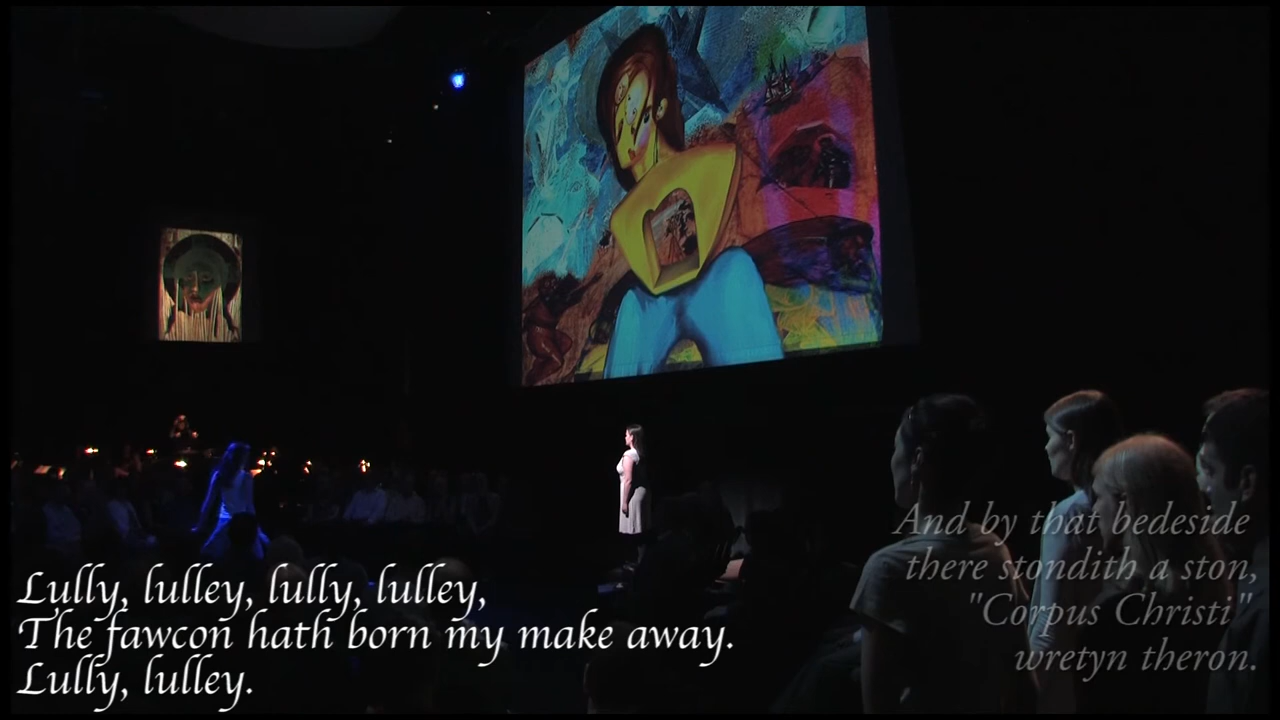 Lully, lulley, lully, lulley,
The fawcon hath born my make away.
Lully, lulley.
And by that bedeside
there stondith a ston,
"Corpus Christi"
wretyn theron.